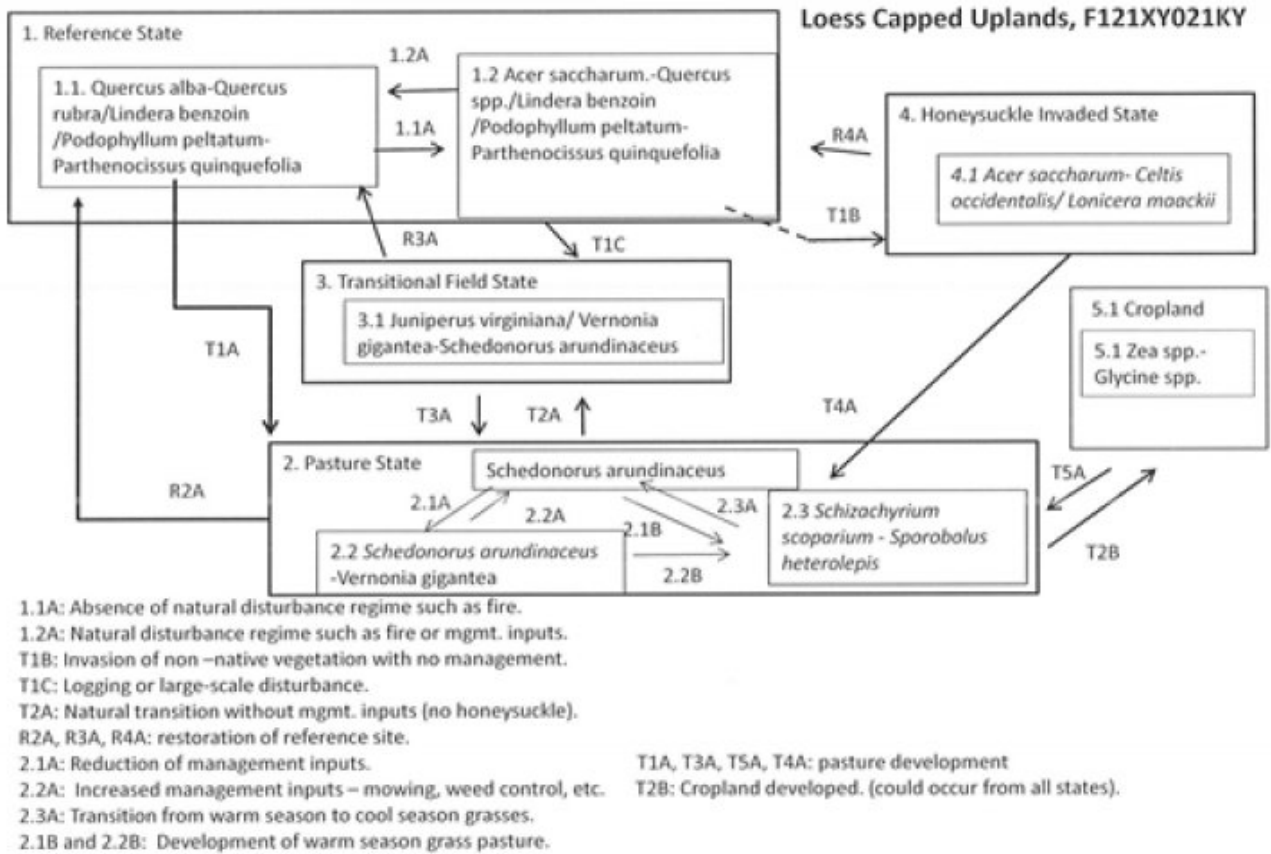 Loess Capped Uplands, F121XY021KY
1. Reference State
1.1. Quercus alba-Quercus
rubra/Lindera benzoin
/Podophyllum peltatum-
Parthenocissus quinquefolia
1.2A
1.1A
1.2 Acer saccharum.-Quercus
spp./Lindera benzoin
/Podophyllum peltatum-
Parthenocissus quinquefolia
R4A
4. Honeysuckle Invaded State
4.1 Acer saccharum- Celtis
occidentalis/ Lonicera maackii
T1B
R3A
T1C
3. Transitional Field State
3.1 Juniperus virginiana/ Vernonia
gigantea-Schedonorus arundinaceus
5.1 Cropland
5.1 Zea spp.-
Glycine spp.
T1A
T3A
T2A
T4A
2. Pasture State
Schedonorus arundinaceus
R2A
2.1A
2.2A
2.1B
2.3A
2.2 Schedonorus arundinaceus
-Vernonia gigantea
2.2B
2.3 Schizachyrium
scoparium - Sporobolus
heterolepis
T5A
T2B
1.1A: Absence of natural disturbance regime such as fire.
1.2A: Natural disturbance regime such as fire or mgmt. inputs.
T1B: Invasion of non –native vegetation with no management.
T1C: Logging or large-scale disturbance.
T2A: Natural transition without mgmt. inputs (no honeysuckle).
R2A, R3A, R4A: restoration of reference site.
2.1A: Reduction of management inputs.
2.2A: Increased management inputs – mowing, weed control, etc.
2.3A: Transition from warm season to cool season grasses.
2.1B and 2.2B: Development of warm season grass pasture.
T1A, T3A, T5A, T4A: pasture development
T2B: Cropland developed. (could occur from all states).